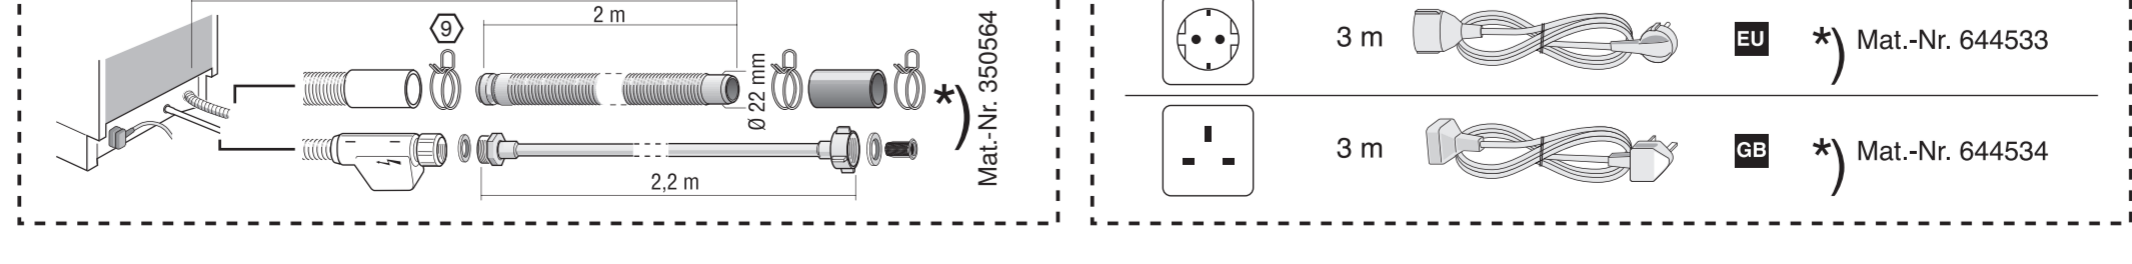 2 m
9
Ø 22 mm
*)
Mat.-Nr. 350564
2,2 m
3 m
EU
*) Mat.-Nr. 644533
3 m
GB
*) Mat.-Nr. 644534